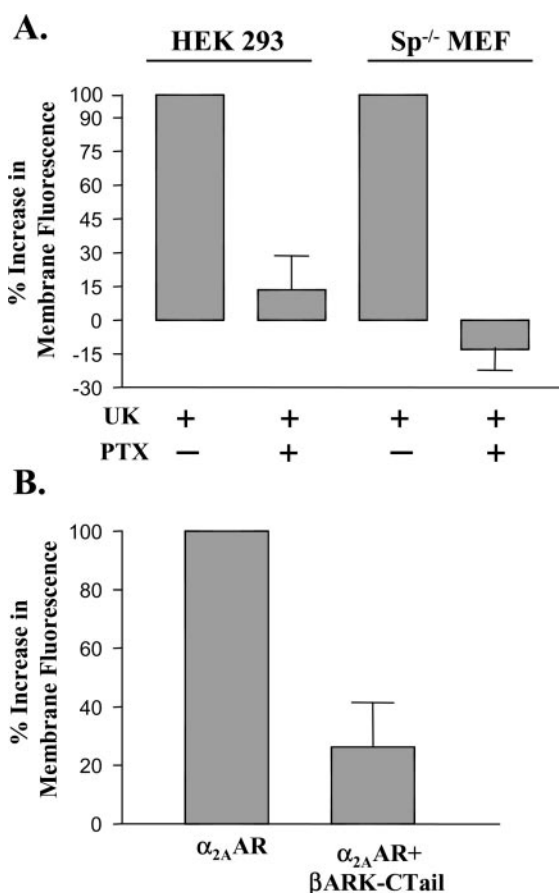 A.
HEK 293 Sp-/- MEF
% Increase in
Membrane Fluorescence
100
90
75
60
45
30
15
0
-15
-30
UK + + + +
PTX − + − +
B.
% Increase in
Membrane Fluorescence
100
80
60
40
20
0
α2AAR α2AAR+
βARK-CTail